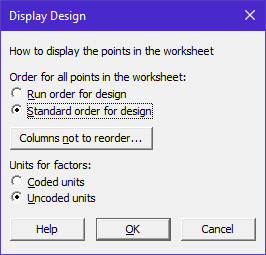 Display Design
How to display the points in the worksheet
Order for all points in the worksheet:
Run order for design
Standard order for design
Columns not to reorder...
Units for factors:
Coded units
Uncoded units
Help OK Cancel